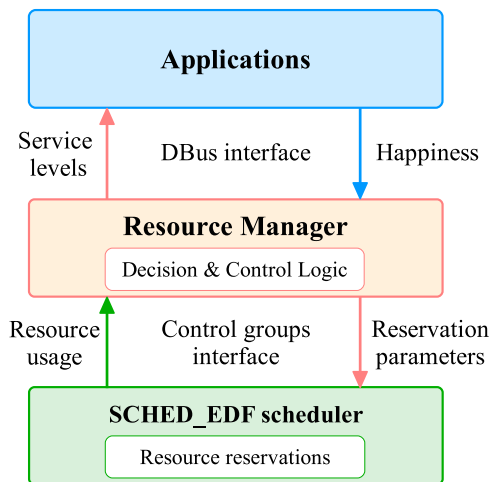 Applications
Service
levels
DBus interface
Happiness
Resource Manager
Decision & Control Logic
Resource
usage
Control groups
interface
Reservation
parameters
SCHED_EDF scheduler
Resource reservations